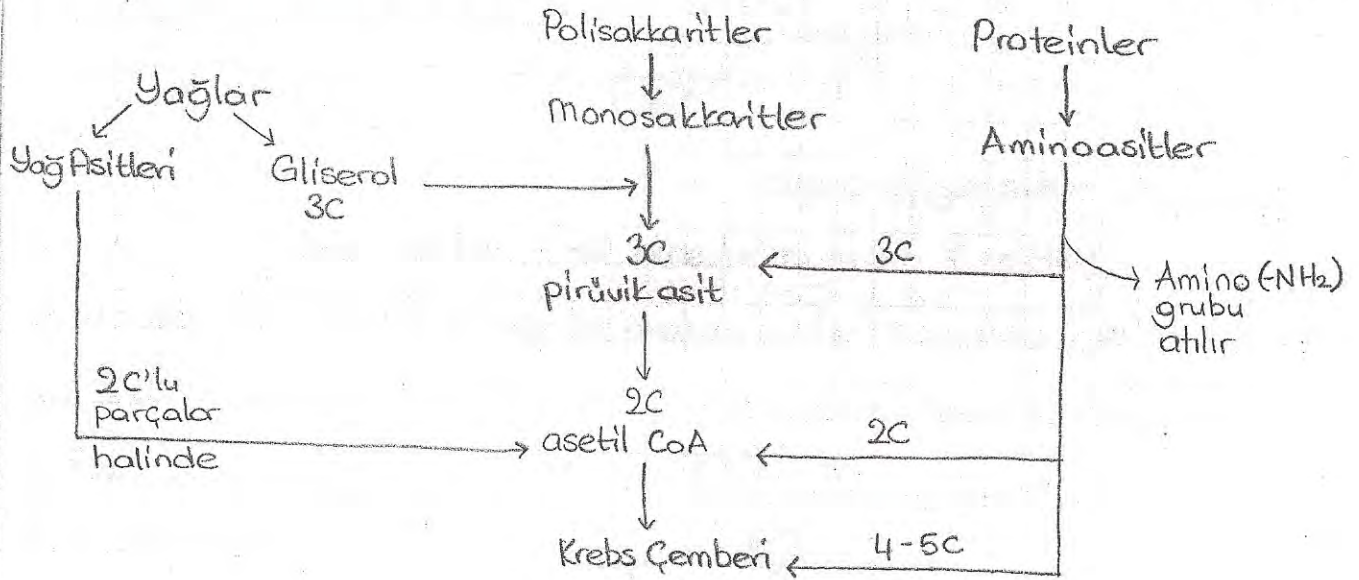 Polisakkaritler
Proteinler
Yağlar
Monosakkaritler
Aminoasitler
Yağ Asitleri
Gliserol
3C
3C
pirüvik asit
3C
Amino (-NH₂)
grubu
atılır
2C'lu
parçalar
halinde
2C
asetil CoA
2C
Krebs Çemberi
4-5C